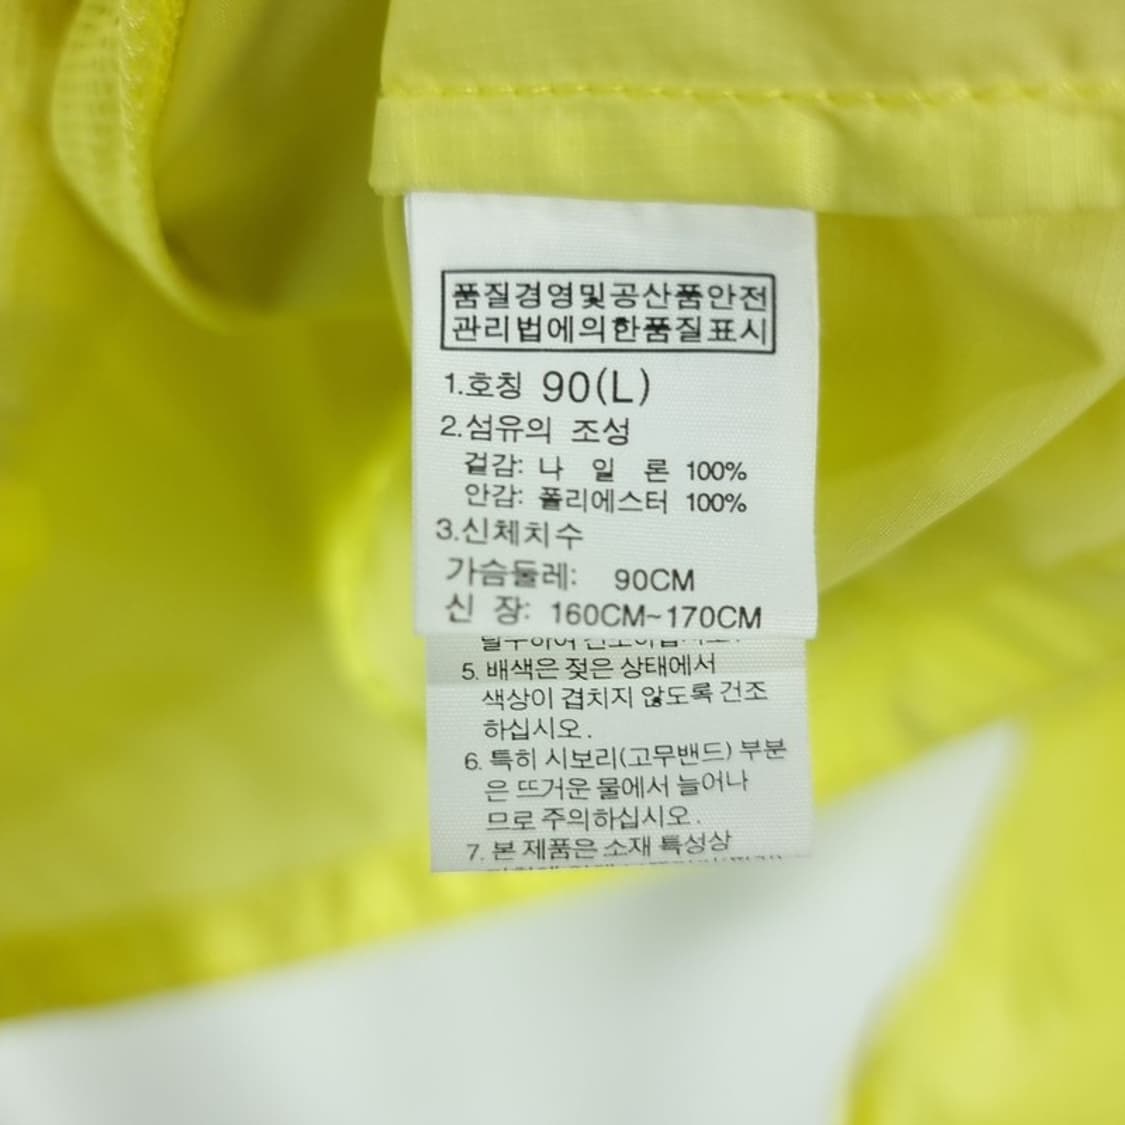 품질경영및공산품안전
관리법에의한품질표시
1.호칭 90(L)
2.섬유의 조성
겉감: 나 일 론 100%
안감: 폴리에스터 100%
3.신체치수
가슴둘레: 90CM
신 장: 160CM~170CM
5. 배색은 젖은 상태에서
색상이 겹치지 않도록 건조
하십시오.
6. 특히 시보리(고무밴드) 부분
은 뜨거운 물에서 늘어나
므로 주의하십시오.
7. 본 제품은 소재 특성상